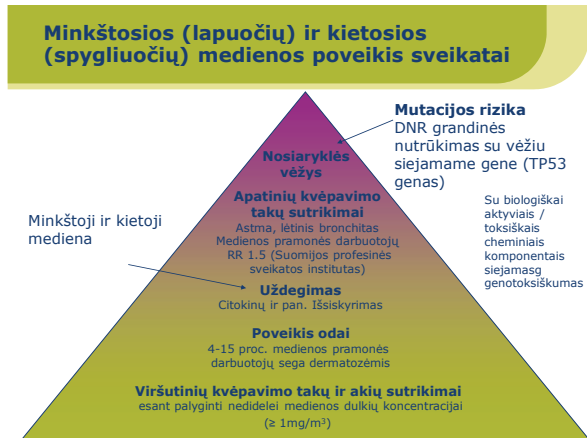 Minkštosios (lapuočių) ir kietosios
(spygliuočių) medienos poveikis sveikatai
Mutacijos rizika
DNR grandinės
nutrūkimas su vėžiu
siejamame gene (TP53
genas)
Nosiaryklės
vėžys
Apatinių kvėpavimo
takų sutrikimai
Astma, lėtinis bronchitas
Medienos pramonės darbuotojų
RR 1.5 (Suomijos profesinės
sveikatos institutas)
Su biologiškai
aktyviais /
toksiškais
cheminiais
komponentais
siejamasg
genotoksiškumas
Minkštoji ir kietoji
mediena
Uždegimas
Citokinų ir pan. Išsiskyrimas
Poveikis odai
4-15 proc. medienos pramonės
darbuotojų sega dermatozėmis
Viršutinių kvėpavimo takų ir akių sutrikimai
esant palyginti nedidelei medienos dulkių koncentracijai
(≥ 1mg/m³)